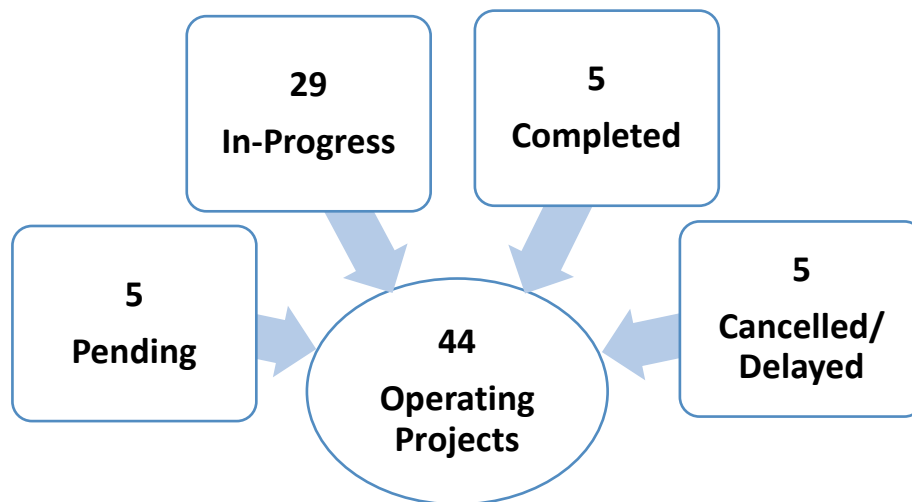 29
In-Progress
5
Completed
5
Pending
5
Cancelled/
Delayed
44
Operating
Projects